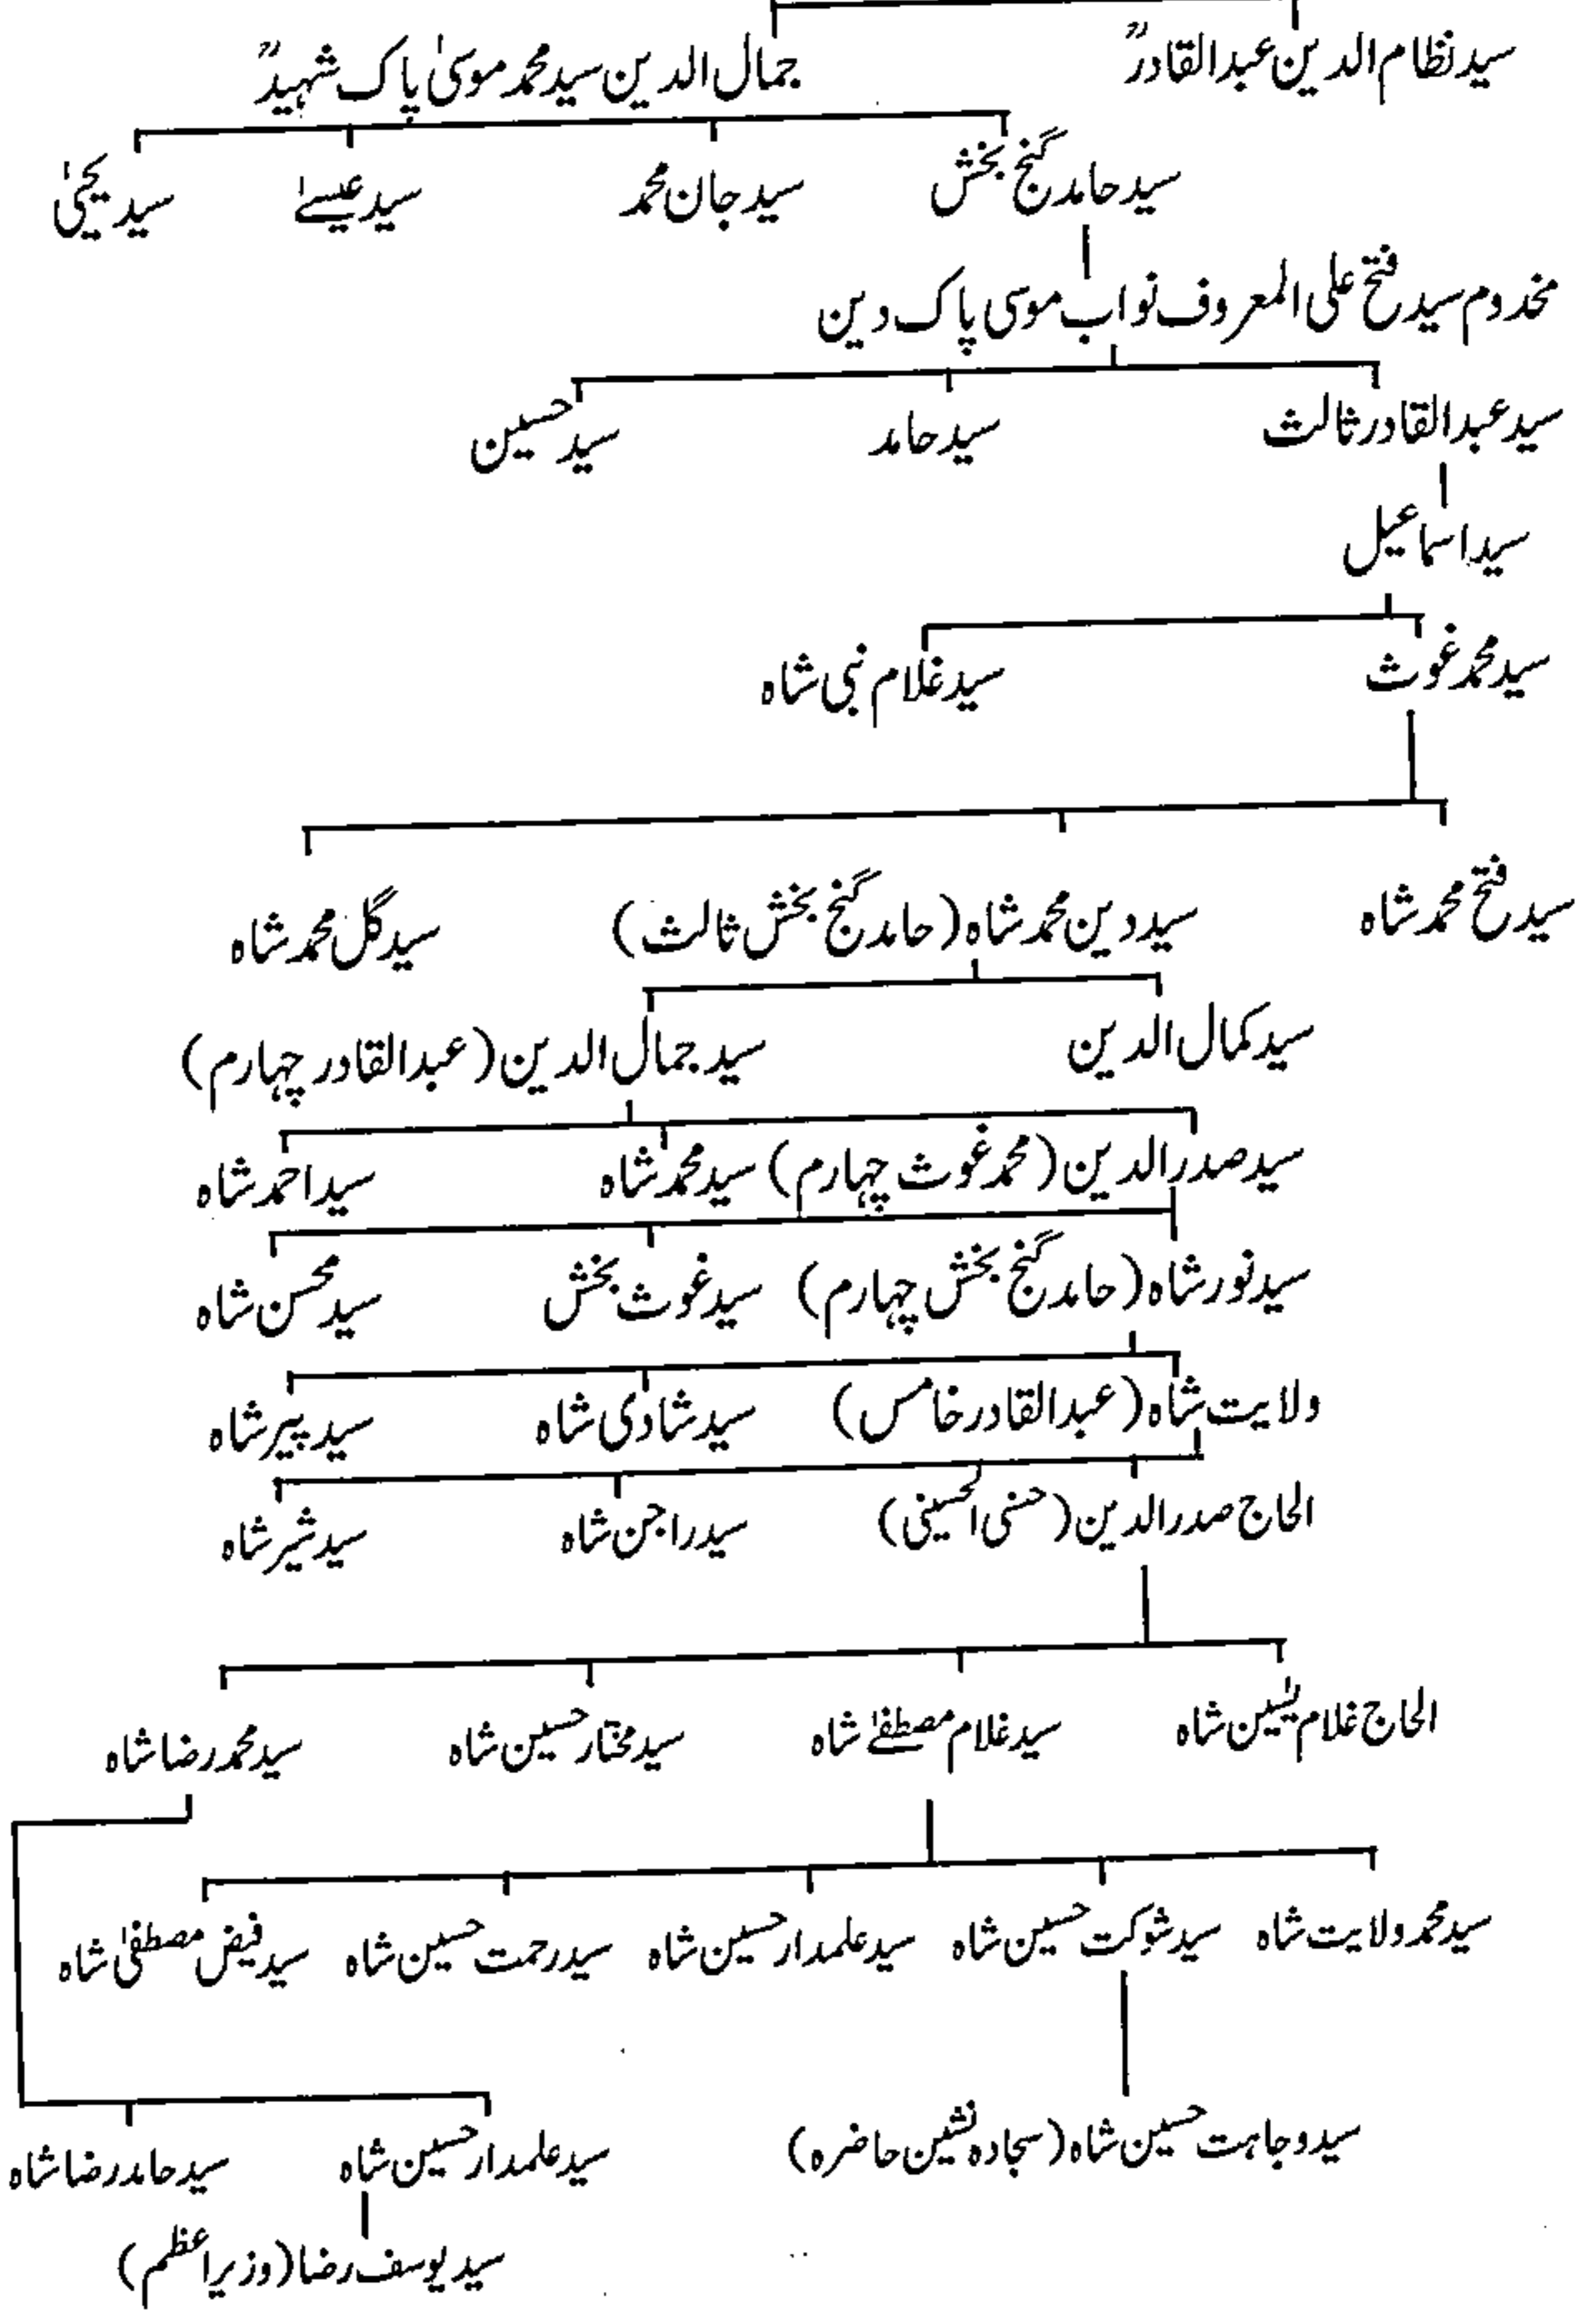 سید نظام الدین عبدالقادرؒ جمال الدین سید محمد موسیٰ پاک شہیدؒ
سید حامد گنج بخش سید جان محمد سید عیسےٰ سید یحییٰ
مخدوم سید فتح علی المعروف نواب موسی پاک دین
سید عبدالقادر ثالث سید حامد سید حسین
سید اسماعیل
سید محمد غوث سید غلام نبی شاہ
سید فتح محمد شاہ سید دین محمد شاہ (حامد گنج بخش ثالث) سید گل محمد شاہ
سید کمال الدین سید جمال الدین (عبدالقادر چہارم)
سید صدر الدین (محمد غوث چہارم) سید محمد شاہ سید احمد شاہ
سید نور شاہ (حامد گنج بخش چہارم) سید غوث بخش سید محسن شاہ
ولایت شاہ (عبدالقادر خامس) سید شادی شاہ سید پیر شاہ
الحاج صدر الدین (حسنی الحسینی) سید راجن شاہ سید شیر شاہ
الحاج غلام یٰسین شاہ سید غلام مصطفےٰ شاہ سید مختار حسین شاہ سید محمد رضا شاہ
سید محمد ولایت شاہ سید شوکت حسین شاہ سید علمدار حسین شاہ سید رحمت حسین شاہ سید فیض مصطفیٰ شاہ
سید وجاہت حسین شاہ (سجادہ نشین حاضرہ) سید علمدار حسین شاہ سید حامد رضا شاہ
سید یوسف رضا (وزیر اعظم)